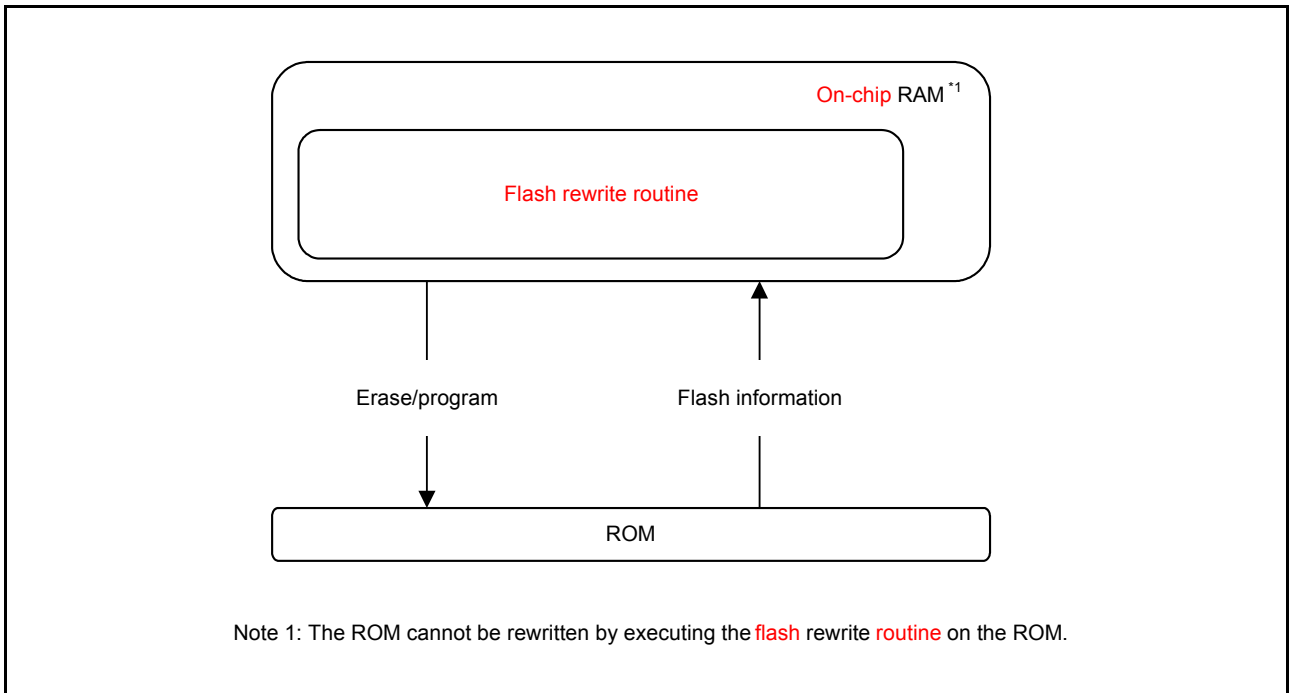 On-chip RAM *1
Flash rewrite routine
Erase/program
Flash information
ROM
Note 1: The ROM cannot be rewritten by executing the flash rewrite routine on the ROM.